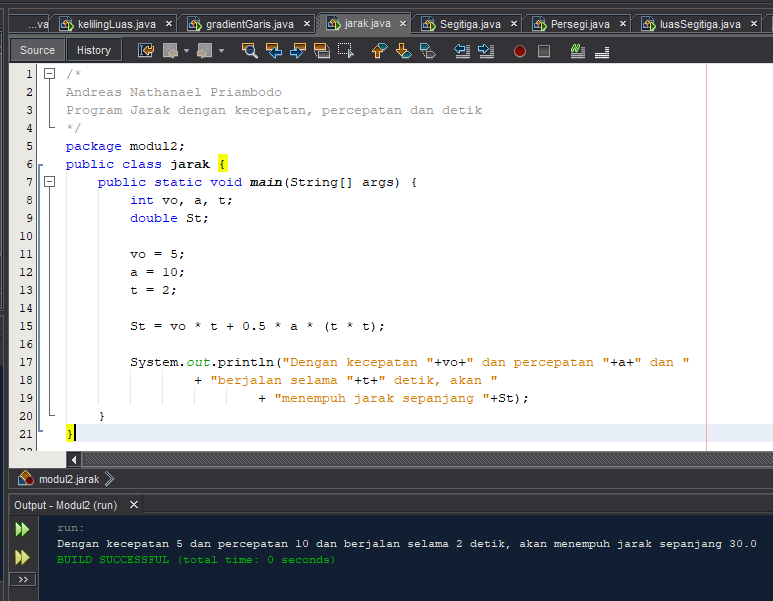 ...va kelilingLuas.java × gradientGaris.java × jarak.java × Segitiga.java × Persegi.java × luasSegitiga.java ×
Source History
1 /*
2 Andreas Nathanael Priambodo
3 Program Jarak dengan kecepatan, percepatan dan detik
4 */
5 package modul2;
6 public class jarak {
7 public static void main(String[] args) {
8 int vo, a, t;
9 double St;
10
11 vo = 5;
12 a = 10;
13 t = 2;
14
15 St = vo * t + 0.5 * a * (t * t);
16
17 System.out.println("Dengan kecepatan "+vo+" dan percepatan "+a+" dan "
18 + "berjalan selama "+t+" detik, akan "
19 + "menempuh jarak sepanjang "+St);
20 }
21 }
22
modul2.jarak
Output - Modul2 (run) ×
run:
Dengan kecepatan 5 dan percepatan 10 dan berjalan selama 2 detik, akan menempuh jarak sepanjang 30.0
BUILD SUCCESSFUL (total time: 0 seconds)
>>